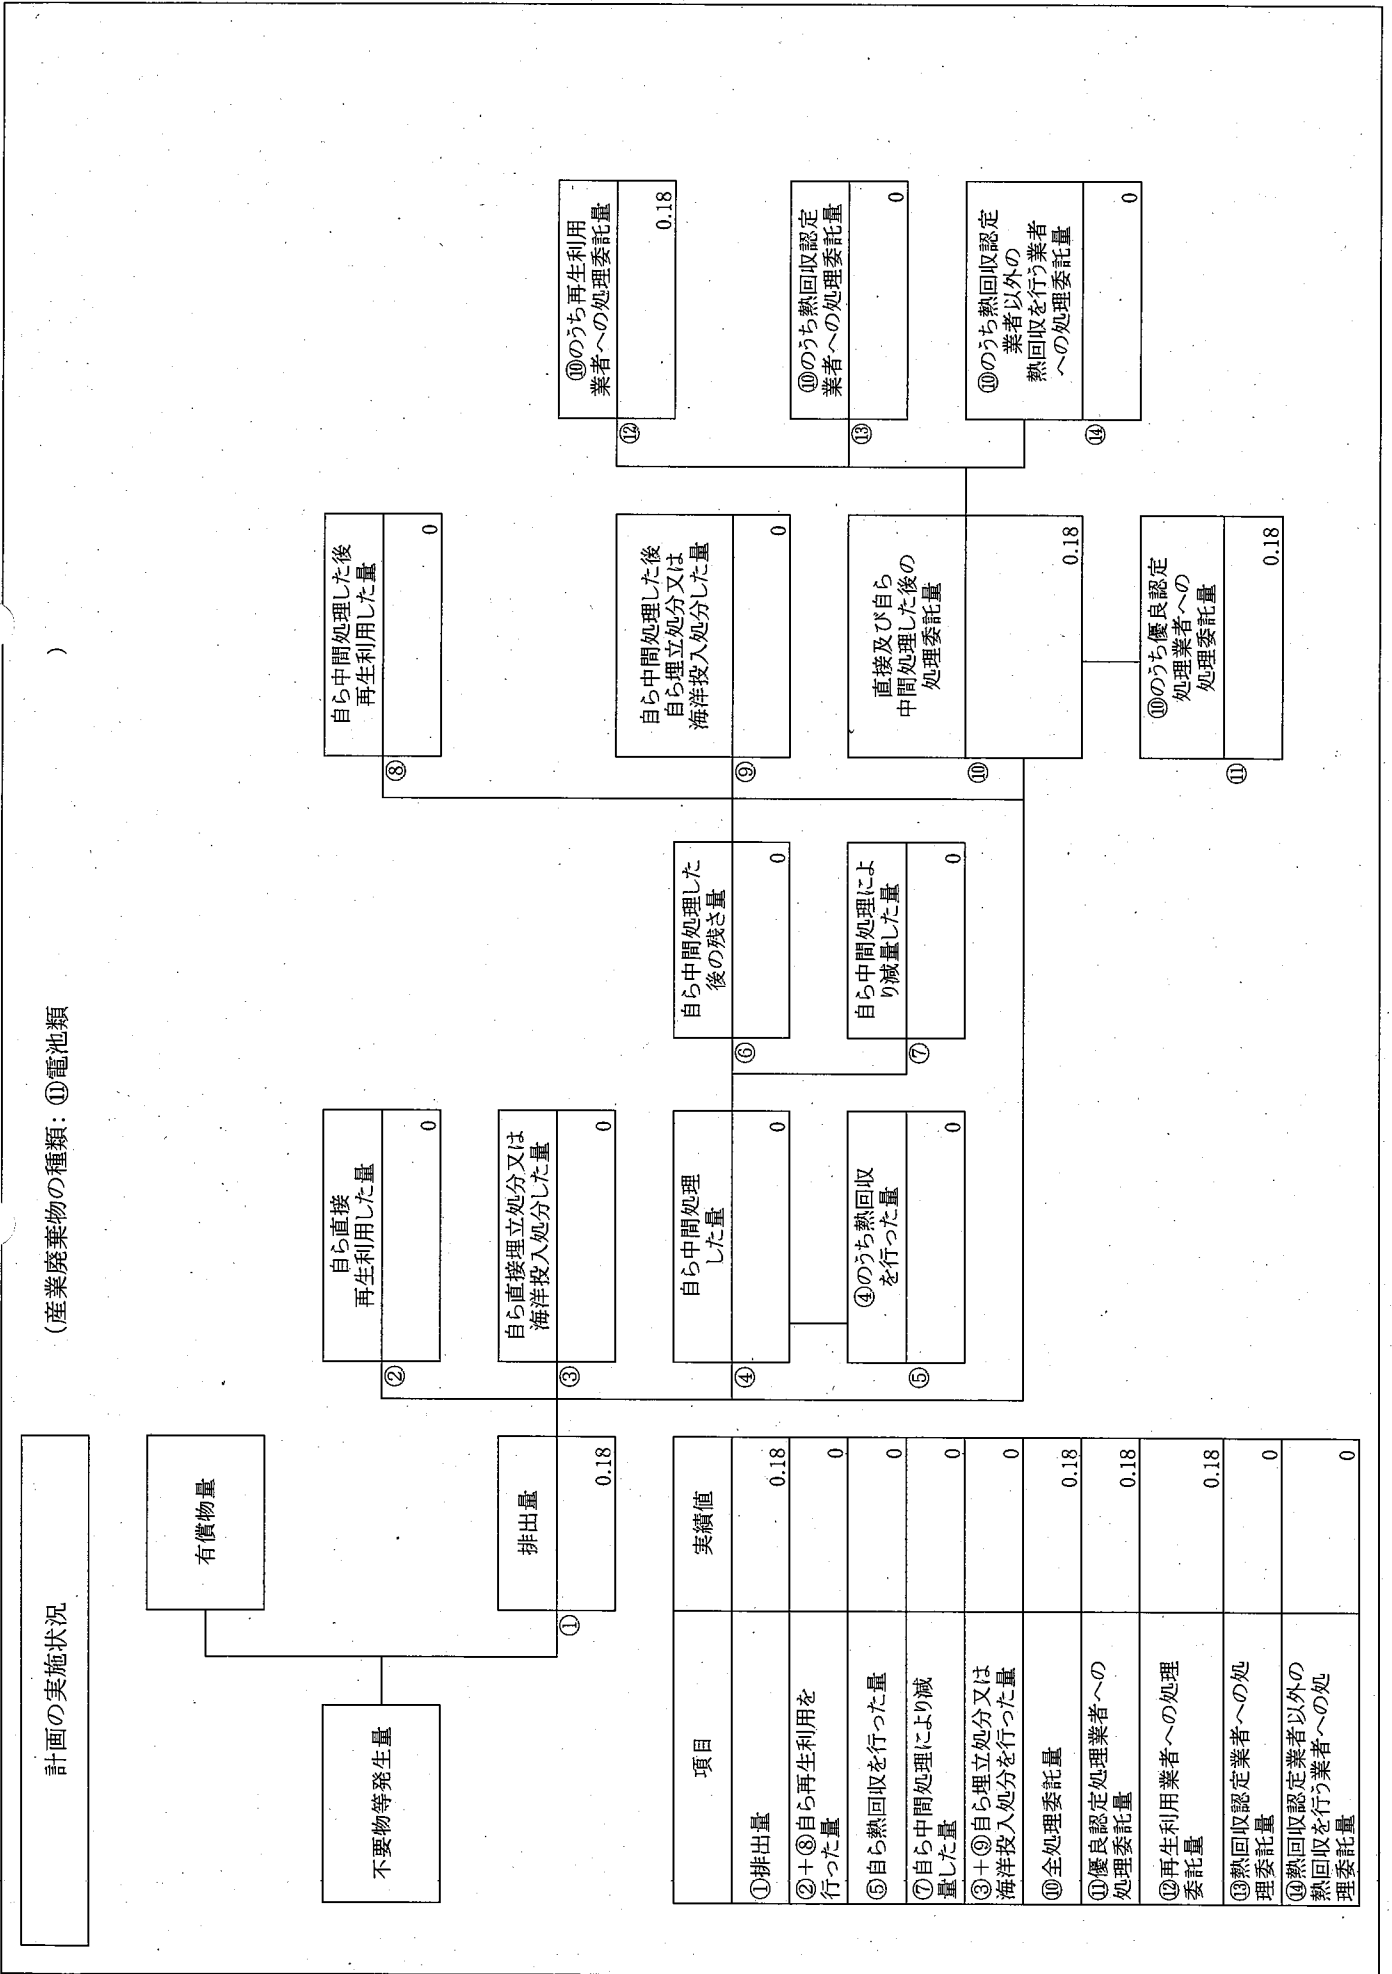 計画の実施状況
(産業廃棄物の種類: ⑪電池類 )
不要物等発生量
有償物量
①
排出量
0.18
②
自ら直接
再生利用した量
0
③
自ら直接埋立処分又は
海洋投入処分した量
0
④
自ら中間処理
した量
0
⑤
④のうち熱回収
を行った量
0
⑥
自ら中間処理した
後の残さ量
0
⑦
自ら中間処理によ
り減量した量
0
⑧
自ら中間処理した後
再生利用した量
0
⑨
自ら中間処理した後
自ら埋立処分又は
海洋投入処分した量
0
⑩
直接及び自ら
中間処理した後の
処理委託量
0.18
⑪
⑩のうち優良認定
処理業者への
処理委託量
0.18
⑫
⑩のうち再生利用
業者への処理委託量
0.18
⑬
⑩のうち熱回収認定
業者への処理委託量
0
⑭
⑩のうち熱回収認定
業者以外の
熱回収を行う業者
への処理委託量
0
項目 実績値
①排出量 0.18
②+⑧自ら再生利用を
行った量 0
⑤自ら熱回収を行った量 0
⑦自ら中間処理により減
量した量 0
③+⑨自ら埋立処分又は
海洋投入処分を行った量 0
⑩全処理委託量 0.18
⑪優良認定処理業者への
処理委託量 0.18
⑫再生利用業者への処理
委託量 0.18
⑬熱回収認定業者への処
理委託量 0
⑭熱回収認定業者以外の
熱回収を行う業者への処
理委託量 0